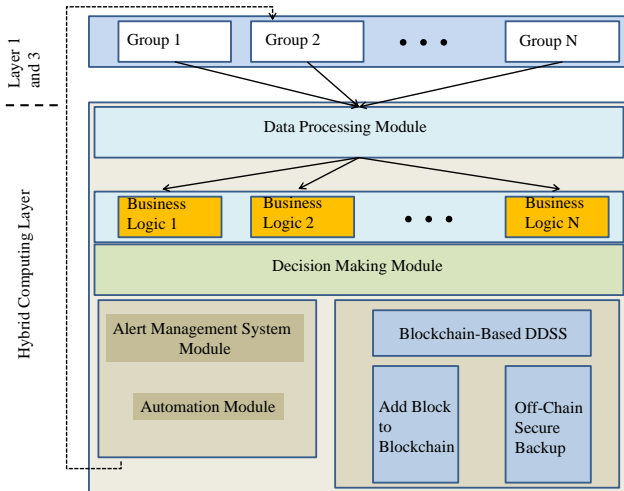 Layer 1
and 3
Group 1
Group 2
Group N
Hybrid Computing Layer
Data Processing Module
Business
Logic 1
Business
Logic 2
Business
Logic N
Decision Making Module
Alert Management System
Module
Automation Module
Blockchain-Based DDSS
Add Block
to
Blockchain
Off-Chain
Secure
Backup